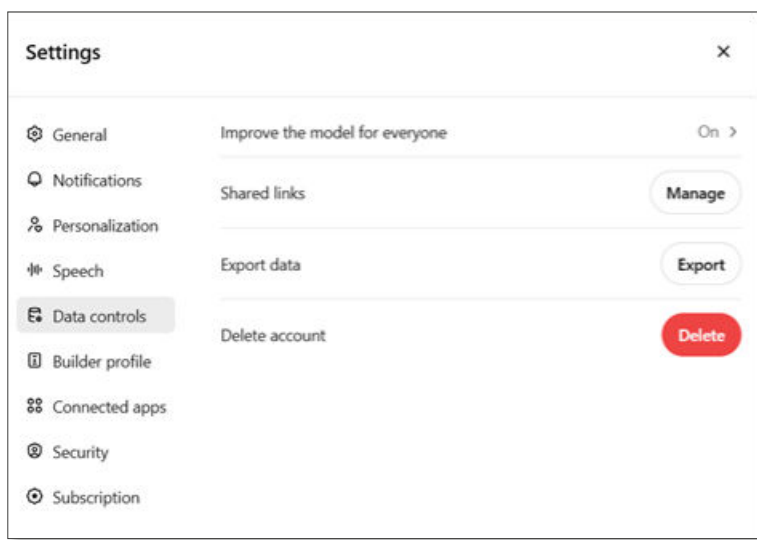 Settings
General
Notifications
Personalization
Speech
Data controls
Builder profile
Connected apps
Security
Subscription
Improve the model for everyone On
Shared links Manage
Export data Export
Delete account Delete